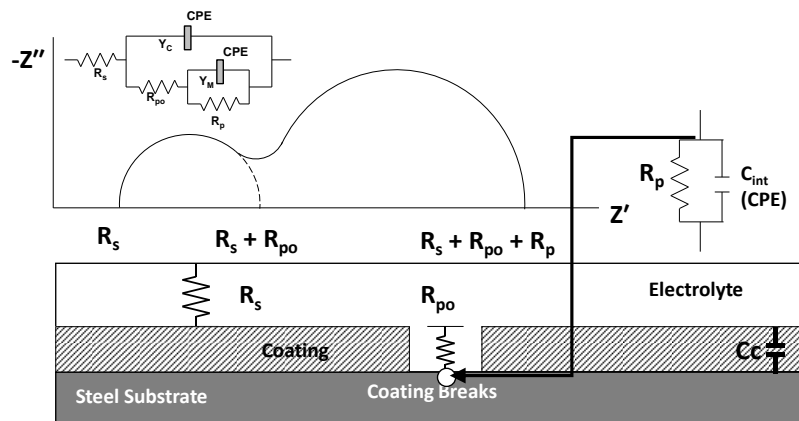 CPE
Y_C
CPE
-Z″
R_s
Y_M
R_po
R_p
R_p
C_int
(CPE)
Z′
R_s
R_s + R_po
R_s + R_po + R_p
R_s
R_po
Electrolyte
Coating
Cc
Steel Substrate
Coating Breaks